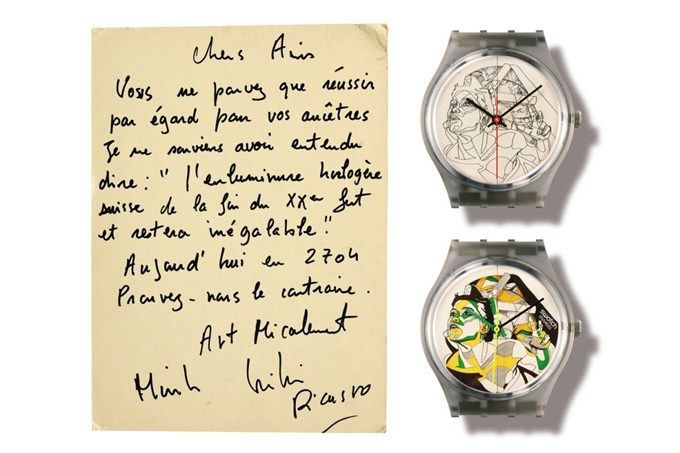 Chers Amis
Vous ne pouvez que réussir
par égard pour vos ancêtres
Je me souviens avoir entendu
dire : " l'enluminure horlogère
suisse de la fin du XXem fut
et restera inégalable "
Aujourd'hui en 2704
Prouvez-nous le contraire.
Art Micalement
Picasso
swatch